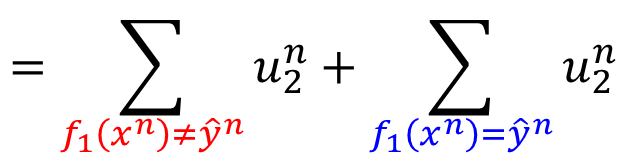 = ∑_{f₁(xⁿ)≠ŷⁿ} u₂ⁿ + ∑_{f₁(xⁿ)=ŷⁿ} u₂ⁿ